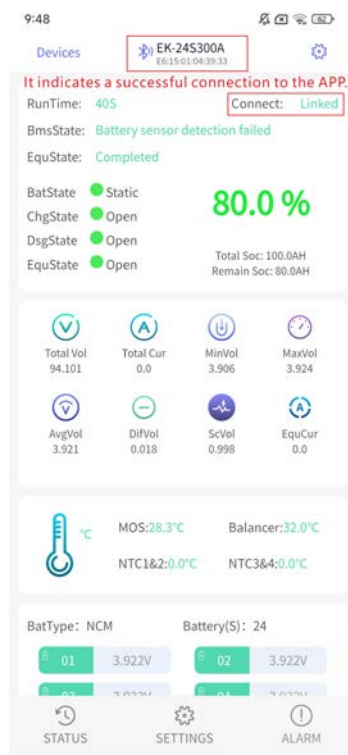 9:48
62
Devices
EK-24S300A
E6:15:01:04:39:33
It indicates a successful connection to the APP.
RunTime: 40S Connect: Linked
BmsState: Battery sensor detection failed
EquState: Completed
BatState Static
ChgState Open
DsgState Open
EquState Open
80.0 %
Total Soc: 100.0AH
Remain Soc: 80.0AH
Total Vol Total Cur MinVol MaxVol
94.101 0.0 3.906 3.924
AvgVol DifVol ScVol EquCur
3.921 0.018 0.998 0.0
°C
MOS:28.3°C Balancer:32.0°C
NTC1&2:0.0°C NTC3&4:0.0°C
BatType: NCM Battery(S): 24
01 3.922V 02 3.922V
STATUS SETTINGS ALARM